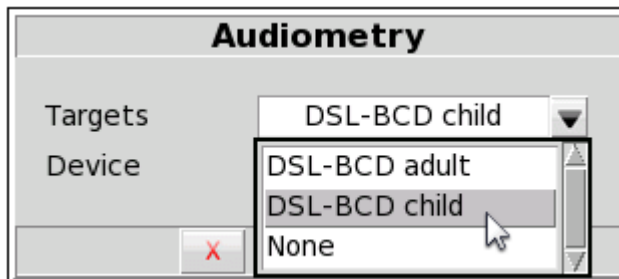 Audiometry
Targets DSL-BCD child
Device DSL-BCD adult
DSL-BCD child
X None